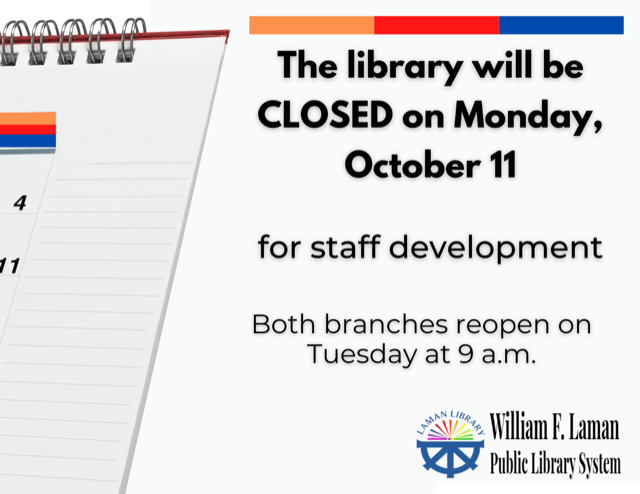 The library will be
CLOSED on Monday,
October 11
for staff development
Both branches reopen on
Tuesday at 9 a.m.
4
11
LAMAN LIBRARY
William F. Laman
Public Library System